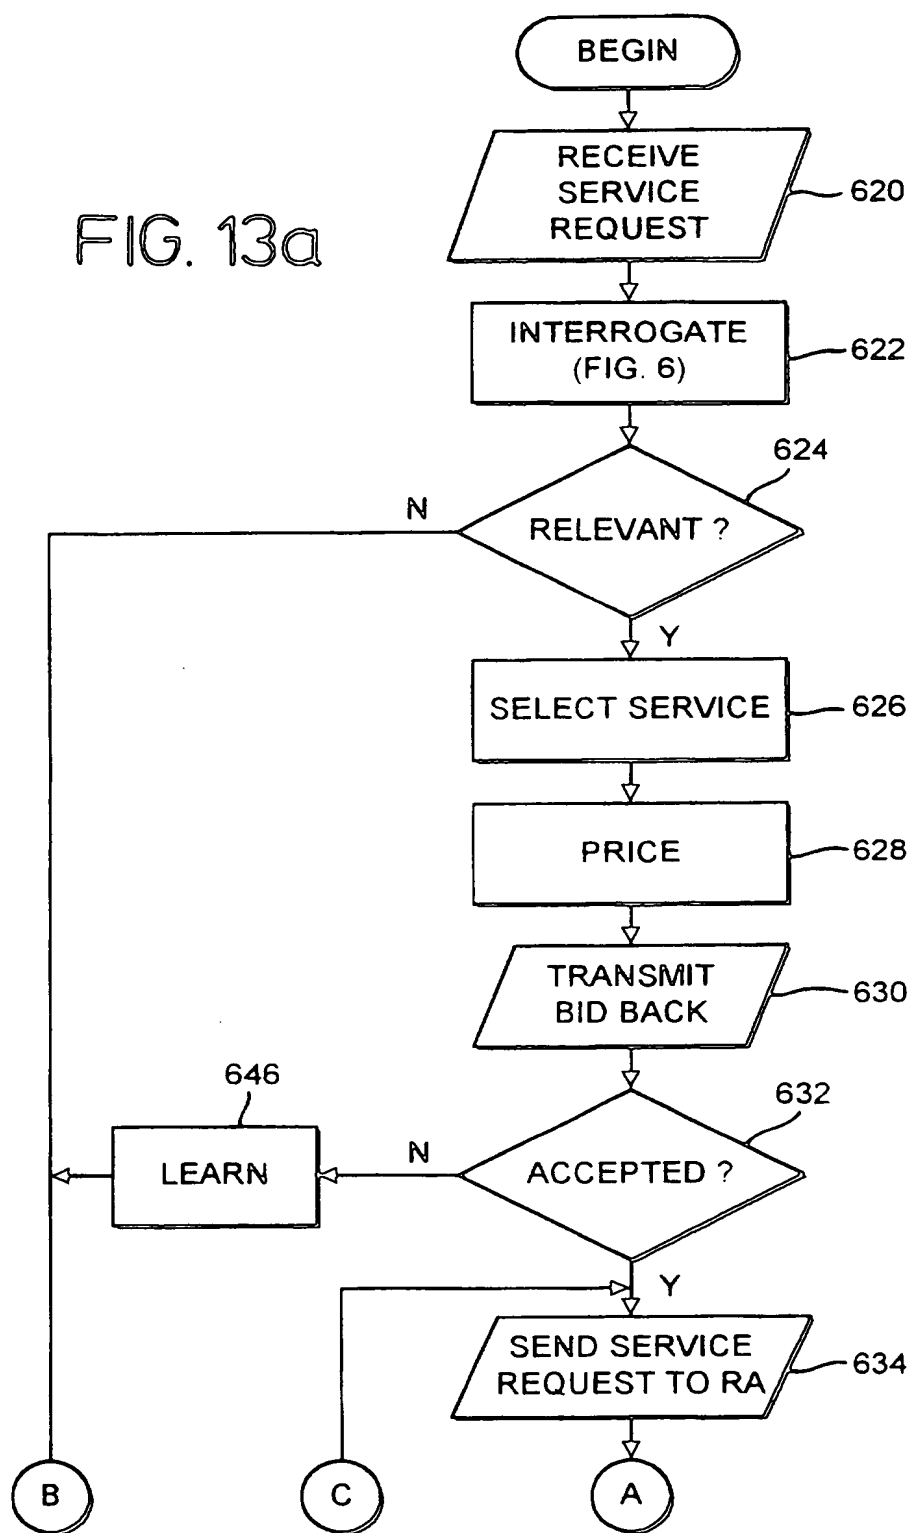 BEGIN
RECEIVE
SERVICE
REQUEST
620
FIG. 13a
INTERROGATE
(FIG. 6)
622
624
N
RELEVANT ?
Y
SELECT SERVICE
626
PRICE
628
TRANSMIT
BID BACK
630
646
632
LEARN
N
ACCEPTED ?
Y
SEND SERVICE
REQUEST TO RA
634
B
C
A